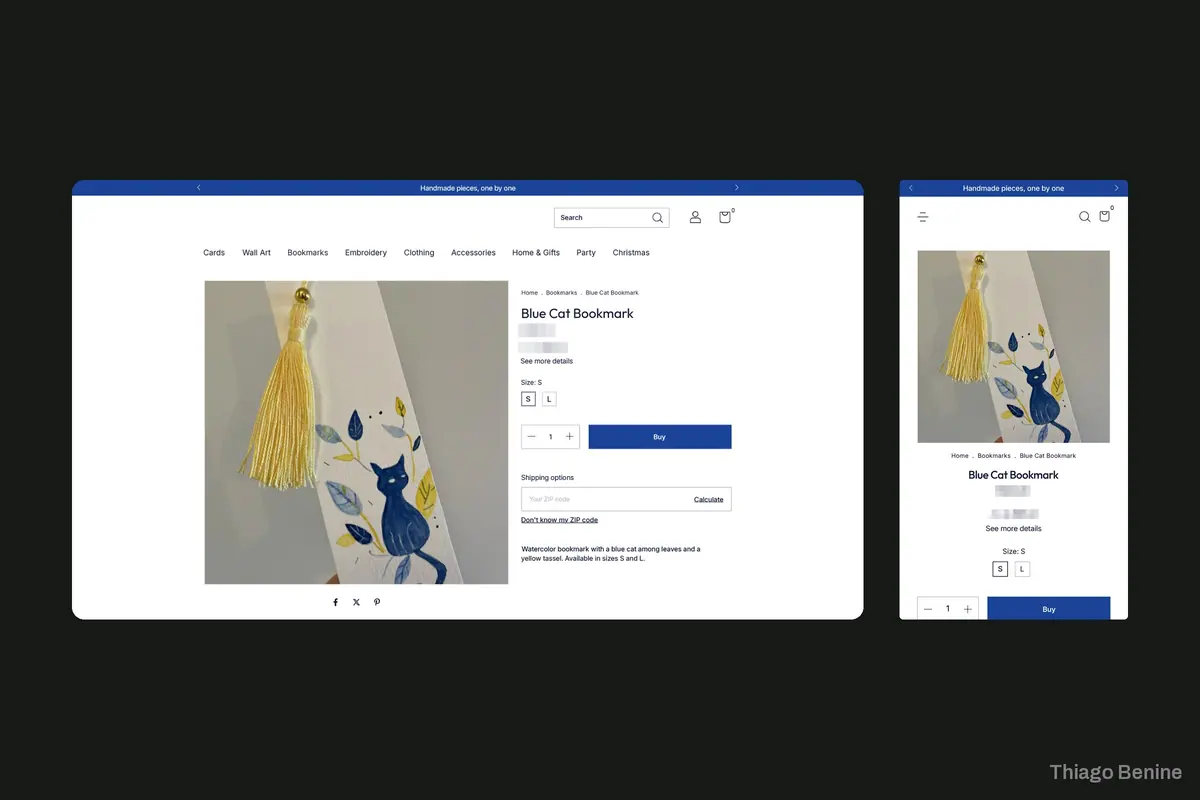 Handmade pieces, one by one
Search
0
Cards Wall Art Bookmarks Embroidery Clothing Accessories Home & Gifts Party Christmas
Home . Bookmarks . Blue Cat Bookmark
Blue Cat Bookmark
See more details
Size: S
S L
1 Buy
Shipping options
Your ZIP code Calculate
Don't know my ZIP code
Watercolor bookmark with a blue cat among leaves and a
yellow tassel. Available in sizes S and L.
Handmade pieces, one by one
0
Home . Bookmarks . Blue Cat Bookmark
Blue Cat Bookmark
See more details
Size: S
S L
1 Buy
Thiago Benine